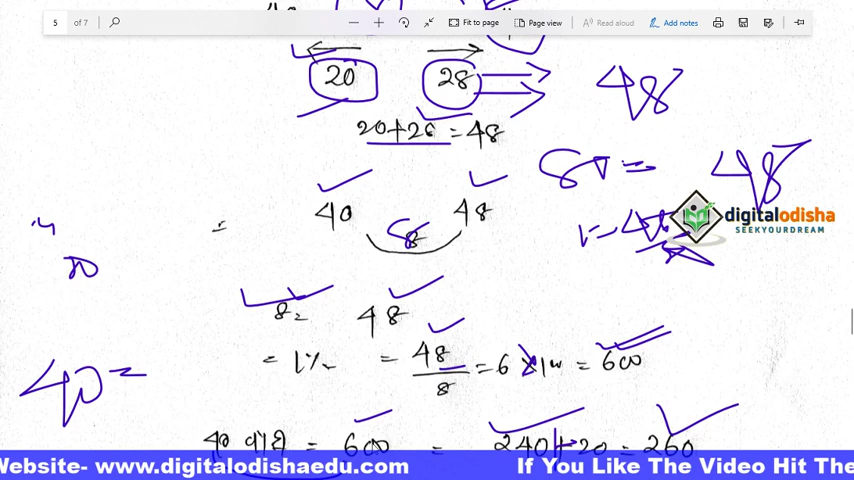 5 of 7 Fit to page Page view Read aloud Add notes
20 28 48
20+28 = 48
8% = 48
40 8 48
digitalodisha
SEEKYOURDREAM
8% 48
= 1% = 48/8 = 6 × 100 = 600
40 =
40 = 600 = 240+20 = 260
Website- www.digitalodishaedu.com If You Like The Video Hit The